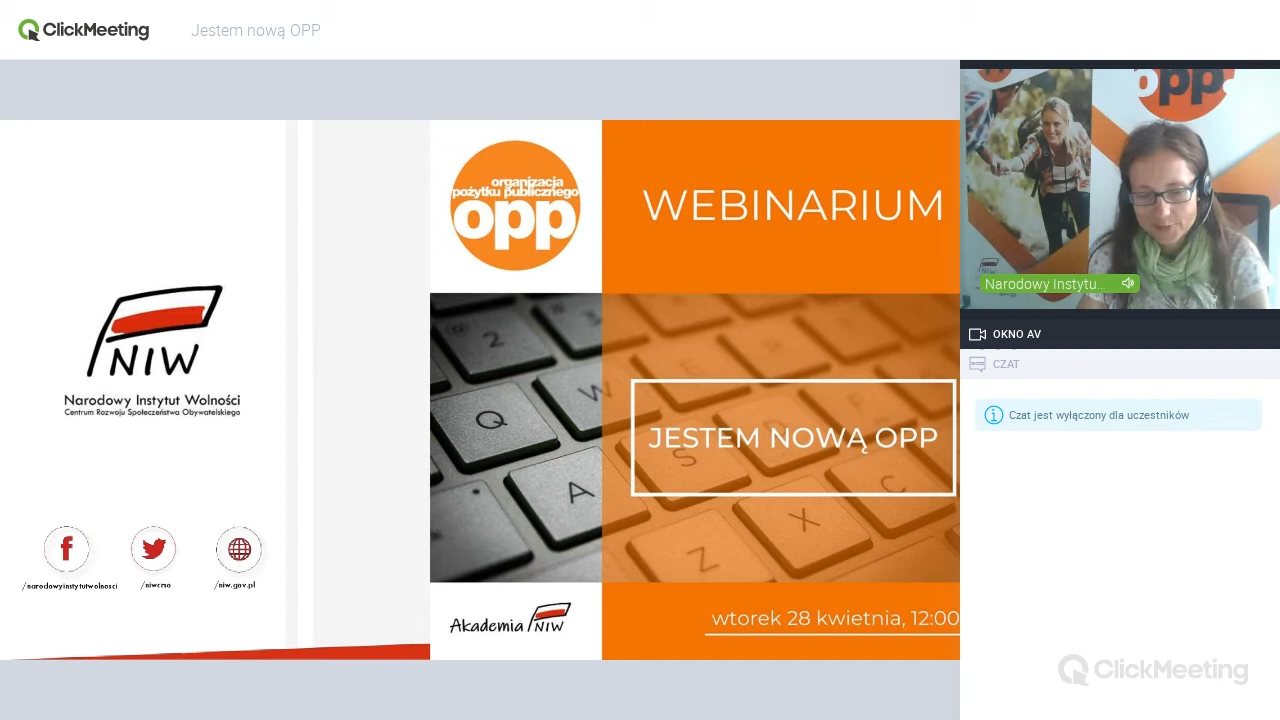 ClickMeeting
Jestem nową OPP
organizacja
pożytku publicznego
opp
WEBINARIUM
NIW
Narodowy Instytut Wolności
Centrum Rozwoju Społeczeństwa Obywatelskiego
/narodowyinstytutwolnosci
/niwcrso
/niw.gov.pl
2
W
Q
S
A
C
X
Z
JESTEM NOWĄ OPP
Akademia NIW
wtorek 28 kwietnia, 12:00
opp
Narodowy Instytu...
OKNO AV
CZAT
Czat jest wyłączony dla uczestników
ClickMeeting